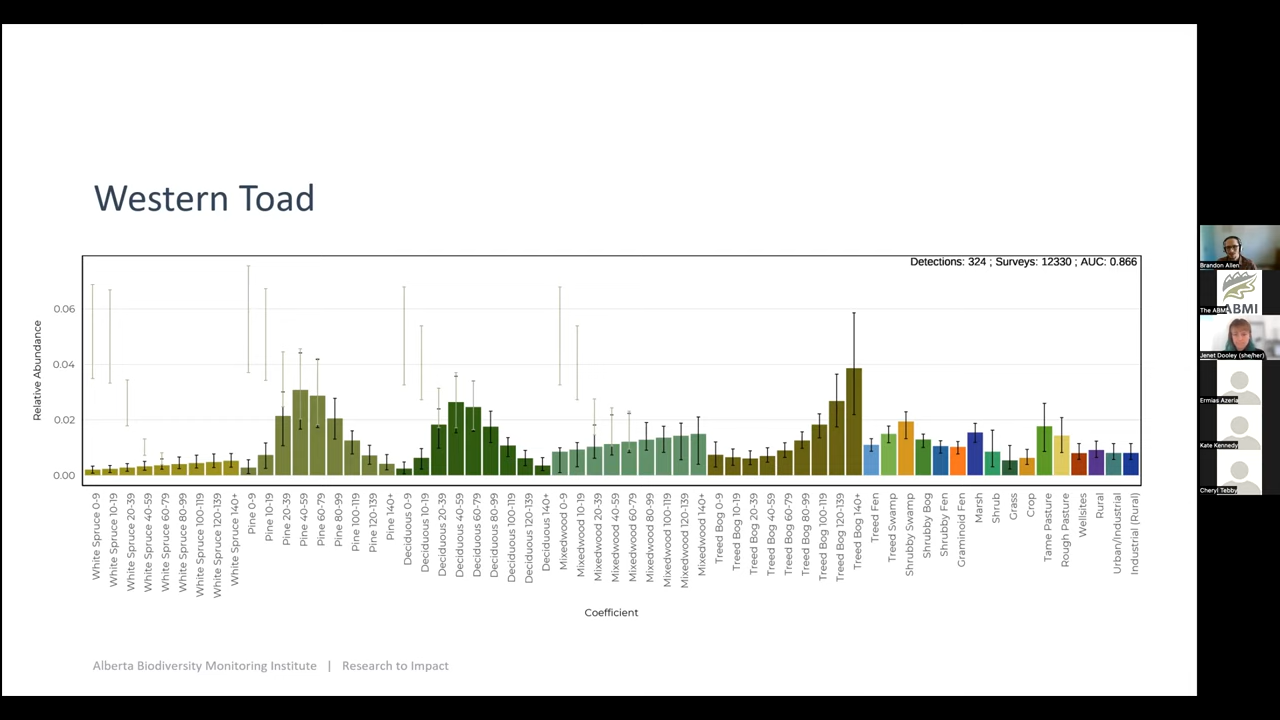 Western Toad
Detections: 324 ; Surveys: 12330 ; AUC: 0.866
Relative Abundance
0.06
0.04
0.02
0.00
White Spruce 0-9
White Spruce 10-19
White Spruce 20-39
White Spruce 40-59
White Spruce 60-79
White Spruce 80-99
White Spruce 100-119
White Spruce 120-139
White Spruce 140+
Pine 0-9
Pine 10-19
Pine 20-39
Pine 40-59
Pine 60-79
Pine 80-99
Pine 100-119
Pine 120-139
Pine 140+
Deciduous 0-9
Deciduous 10-19
Deciduous 20-39
Deciduous 40-59
Deciduous 60-79
Deciduous 80-99
Deciduous 100-119
Deciduous 120-139
Deciduous 140+
Mixedwood 0-9
Mixedwood 10-19
Mixedwood 20-39
Mixedwood 40-59
Mixedwood 60-79
Mixedwood 80-99
Mixedwood 100-119
Mixedwood 120-139
Mixedwood 140+
Treed Bog 0-9
Treed Bog 10-19
Treed Bog 20-39
Treed Bog 40-59
Treed Bog 60-79
Treed Bog 80-99
Treed Bog 100-119
Treed Bog 120-139
Treed Bog 140+
Treed Fen
Treed Swamp
Shrubby Swamp
Shrubby Bog
Shrubby Fen
Graminoid Fen
Marsh
Shrub
Grass
Crop
Tame Pasture
Rough Pasture
Wellsites
Rural
Urban/Industrial
Industrial (Rural)
Coefficient
Alberta Biodiversity Monitoring Institute | Research to Impact
Brandon Allen
ABMI
The ABMI
Jenet Dooley (she/her)
Ermias Azeria
Kate Kennedy
Cheryl Tebby